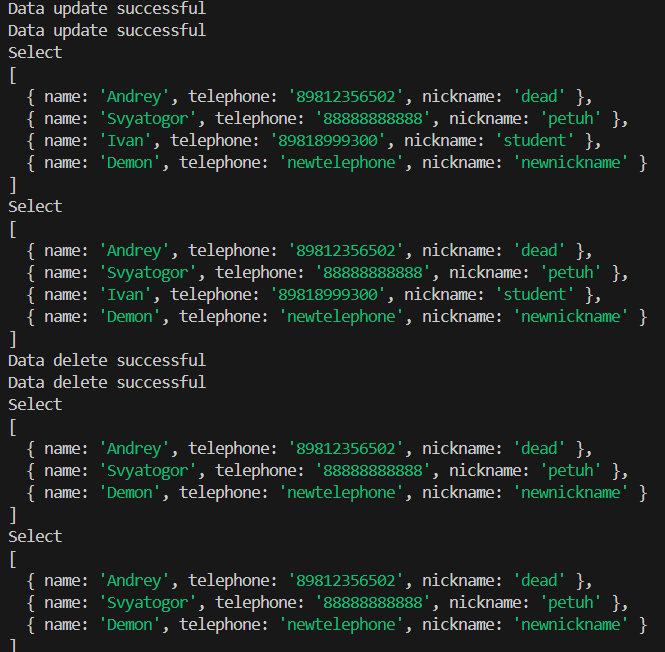 Data update successful
Data update successful
Select
[
  { name: 'Andrey', telephone: '89812356502', nickname: 'dead' },
  { name: 'Svyatogor', telephone: '88888888888', nickname: 'petuh' },
  { name: 'Ivan', telephone: '89818999300', nickname: 'student' },
  { name: 'Demon', telephone: 'newtelephone', nickname: 'newnickname' }
]
Select
[
  { name: 'Andrey', telephone: '89812356502', nickname: 'dead' },
  { name: 'Svyatogor', telephone: '88888888888', nickname: 'petuh' },
  { name: 'Ivan', telephone: '89818999300', nickname: 'student' },
  { name: 'Demon', telephone: 'newtelephone', nickname: 'newnickname' }
]
Data delete successful
Data delete successful
Select
[
  { name: 'Andrey', telephone: '89812356502', nickname: 'dead' },
  { name: 'Svyatogor', telephone: '88888888888', nickname: 'petuh' },
  { name: 'Demon', telephone: 'newtelephone', nickname: 'newnickname' }
]
Select
[
  { name: 'Andrey', telephone: '89812356502', nickname: 'dead' },
  { name: 'Svyatogor', telephone: '88888888888', nickname: 'petuh' },
  { name: 'Demon', telephone: 'newtelephone', nickname: 'newnickname' }
]